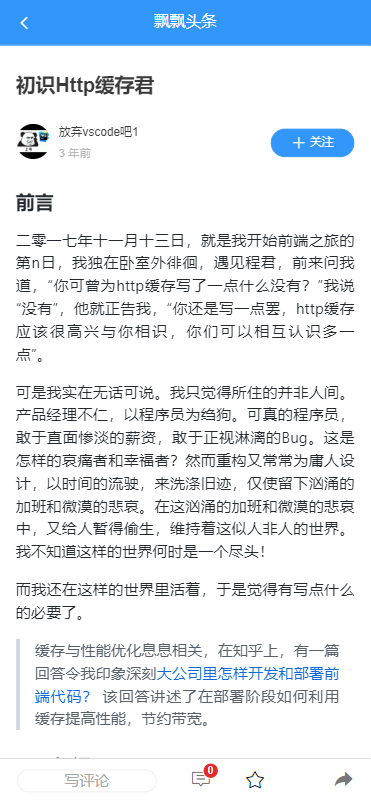 飘飘头条
初识Http缓存君
放弃vscode吧1
3 年前
关注
前言
二零一七年十一月十三日，就是我开始前端之旅的
第n日，我独在卧室外徘徊，遇见程君，前来问我
道，“你可曾为http缓存写了一点什么没有？”我说
“没有”，他就正告我，“你还是写一点罢，http缓存
应该很高兴与你相识，你们可以相互认识多一
点”。
可是我实在无话可说。我只觉得所住的并非人间。
产品经理不仁，以程序员为绉狗。可真的程序员，
敢于直面惨淡的薪资，敢于正视淋漓的Bug。这是
怎样的哀痛者和幸福者？然而重构又常常为庸人设
计，以时间的流驶，来洗涤旧迹，仅使留下汹涌的
加班和微漠的悲哀。在这汹涌的加班和微漠的悲哀
中，又给人暂得偷生，维持着这似人非人的世界。
我不知道这样的世界何时是一个尽头！
而我还在这样的世界里活着，于是觉得有写点什么
的必要了。
缓存与性能优化息息相关，在知乎上，有一篇
回答令我印象深刻大公司里怎样开发和部署前
端代码？ 该回答讲述了在部署阶段如何利用
缓存提高性能，节约带宽。
写评论
0